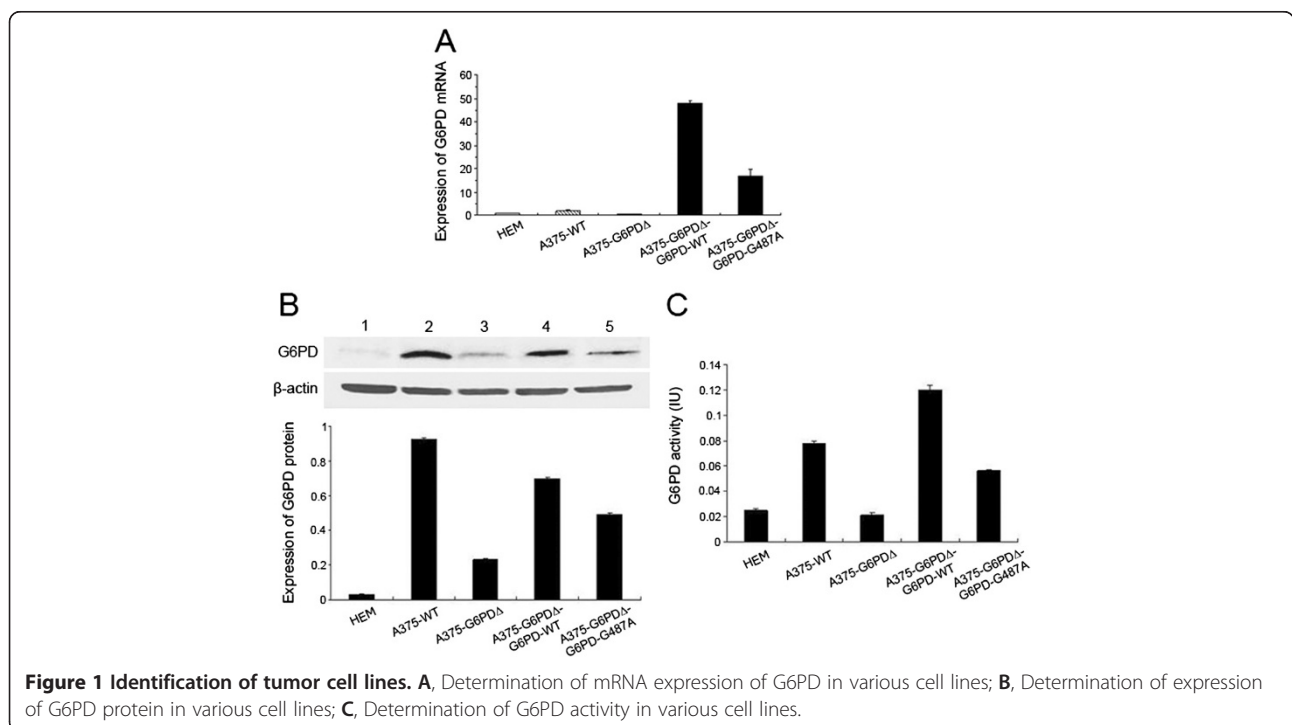 A
Expression of G6PD mRNA
60
50
40
30
20
10
0
HEM
A375-WT
A375-G6PDΔ
A375-G6PDΔ-
G6PD-WT
A375-G6PDΔ-
G6PD-G487A
B
1 2 3 4 5
G6PD
β-actin
Expression of G6PD protein
1
0.8
0.6
0.4
0.2
0
HEM
A375-WT
A375-G6PDΔ
A375-G6PDΔ-
G6PD-WT
A375-G6PDΔ-
G6PD-G487A
C
G6PD activity (IU)
0.14
0.12
0.1
0.08
0.06
0.04
0.02
0
HEM
A375-WT
A375-G6PDΔ
A375-G6PDΔ-
G6PD-WT
A375-G6PDΔ-
G6PD-G487A
Figure 1 Identification of tumor cell lines. A, Determination of mRNA expression of G6PD in various cell lines; B, Determination of expression
of G6PD protein in various cell lines; C, Determination of G6PD activity in various cell lines.